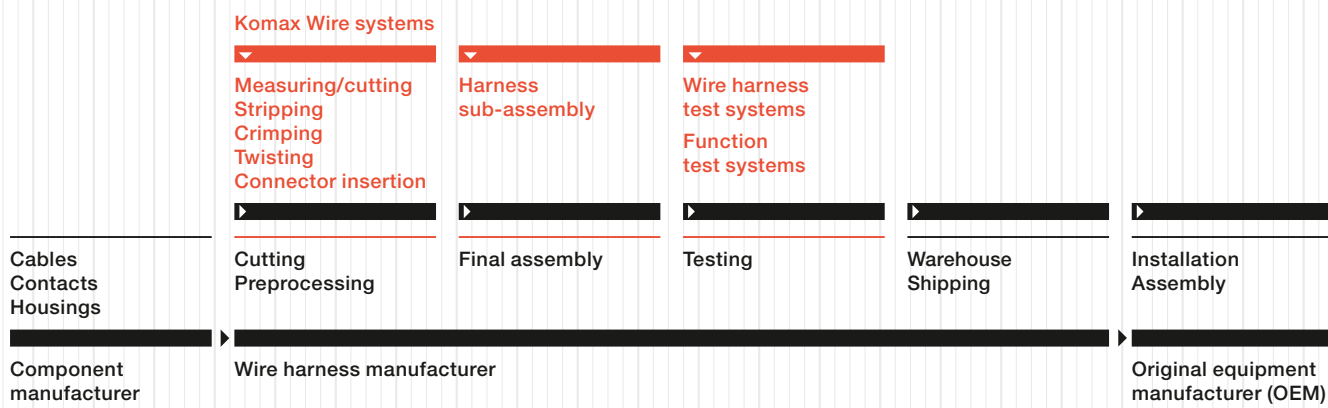 Komax Wire systems
Measuring/cutting
Stripping
Crimping
Twisting
Connector insertion
Harness
sub-assembly
Wire harness
test systems
Function
test systems
Cables
Contacts
Housings
Cutting
Preprocessing
Final assembly
Testing
Warehouse
Shipping
Installation
Assembly
Component
manufacturer
Wire harness manufacturer
Original equipment
manufacturer (OEM)